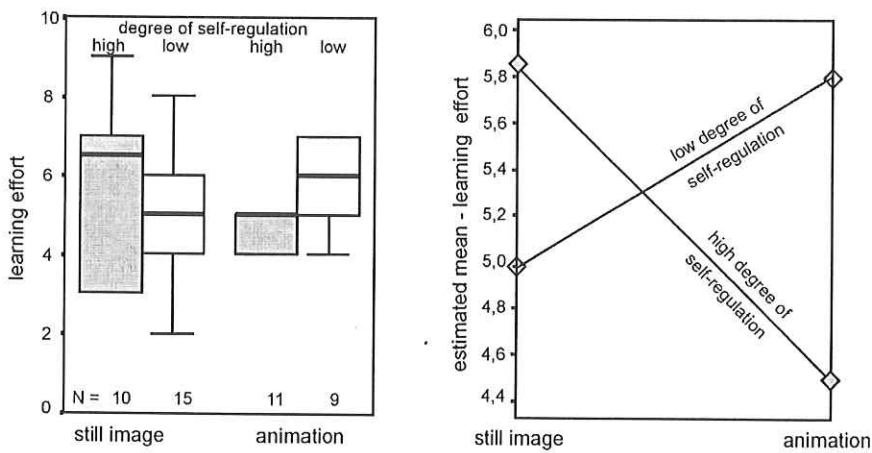 degree of self-regulation
high low high low
10
8
6
4
2
0
learning effort
N = 10 15 11 9
still image animation
6,0
5,8
5,6
5,4
5,2
5,0
4,8
4,6
4,4
estimated mean - learning effort
low degree of
self-regulation
high degree of
self-regulation
still image animation